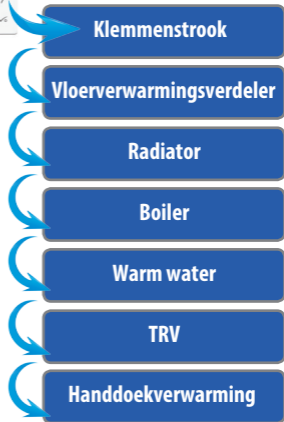 Klemmenstrook
Vloerverwarmingsverdeler
Radiator
Boiler
Warm water
TRV
Handdoekverwarming